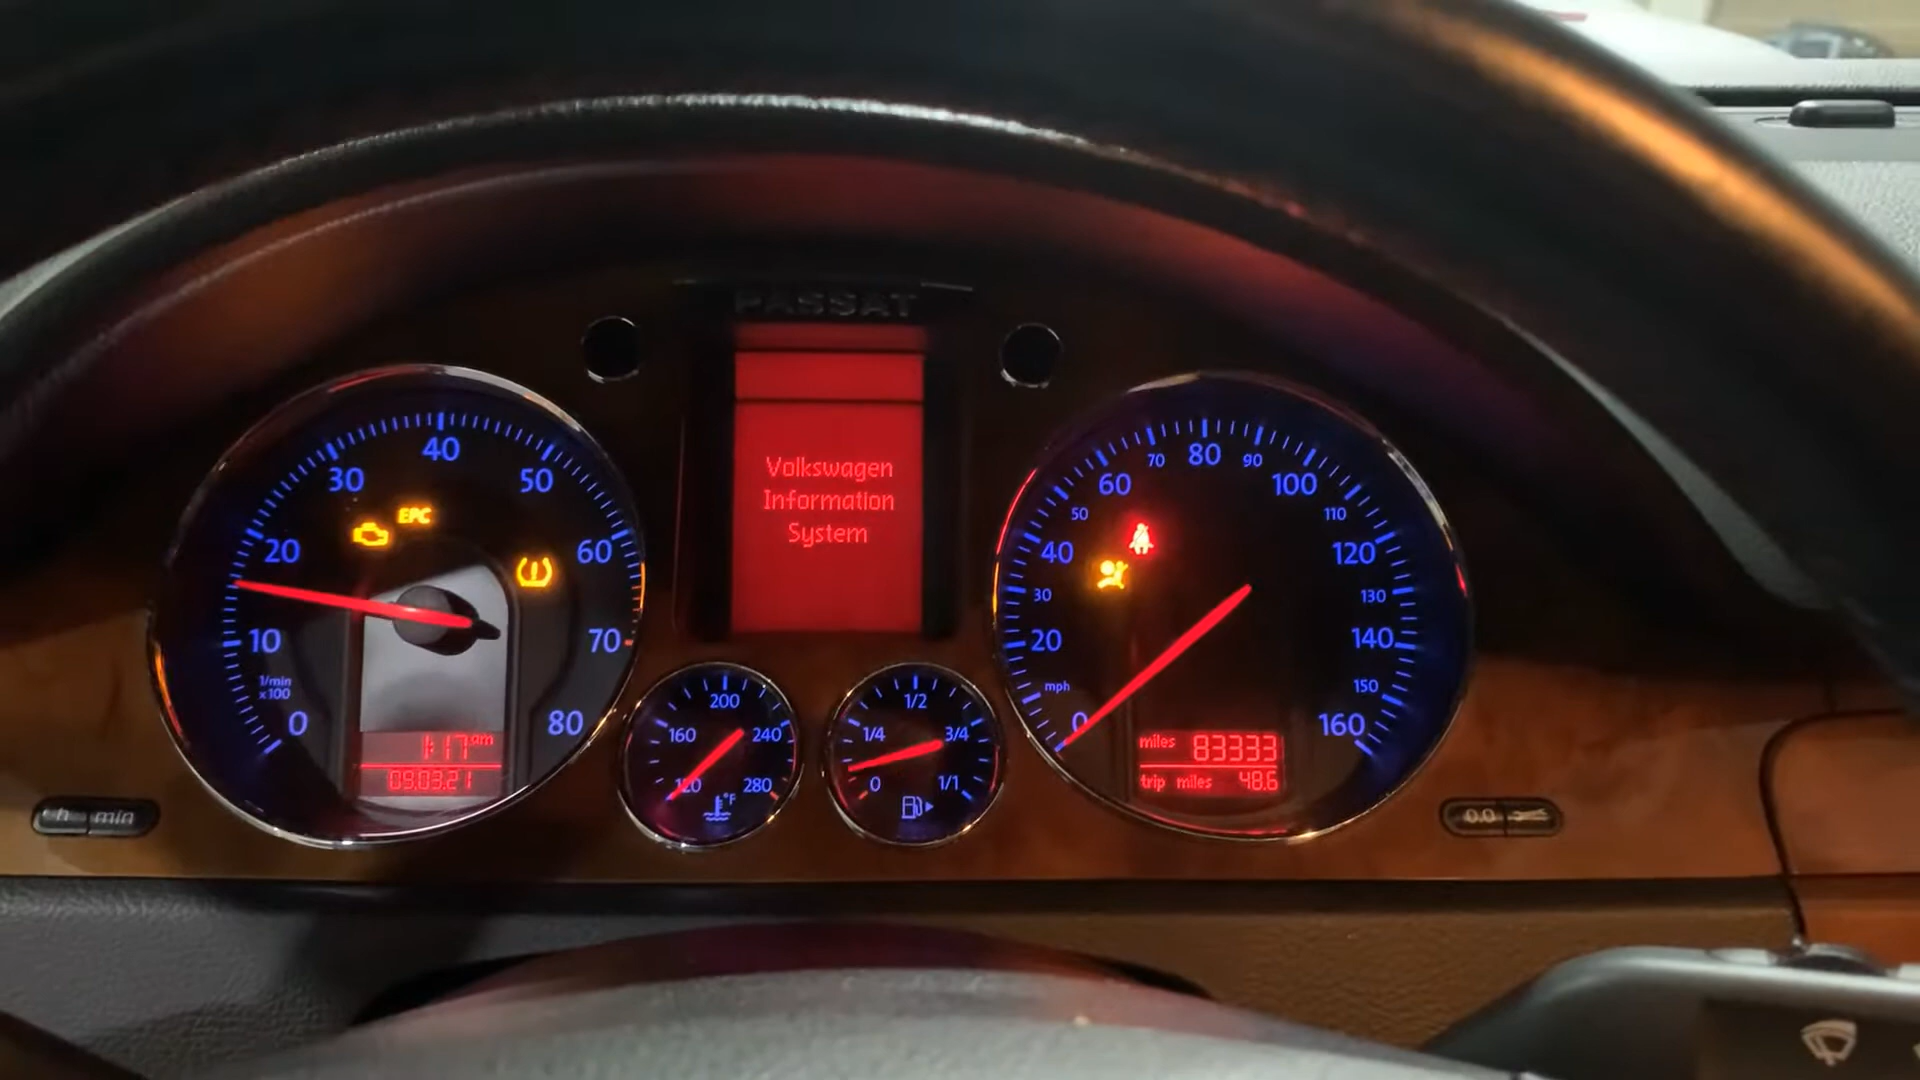 PASSAT
Volkswagen
Information
System
0
10
20
30
40
50
60
70
80
1/min
x100
EPC
1:17 am
09.03.21
h min
120
160
200
240
280
°F
0
1/4
1/2
3/4
1/1
0
20
30
40
50
60
70
80
90
100
110
120
130
140
150
160
mph
miles 83333
trip miles 48.6
0.0